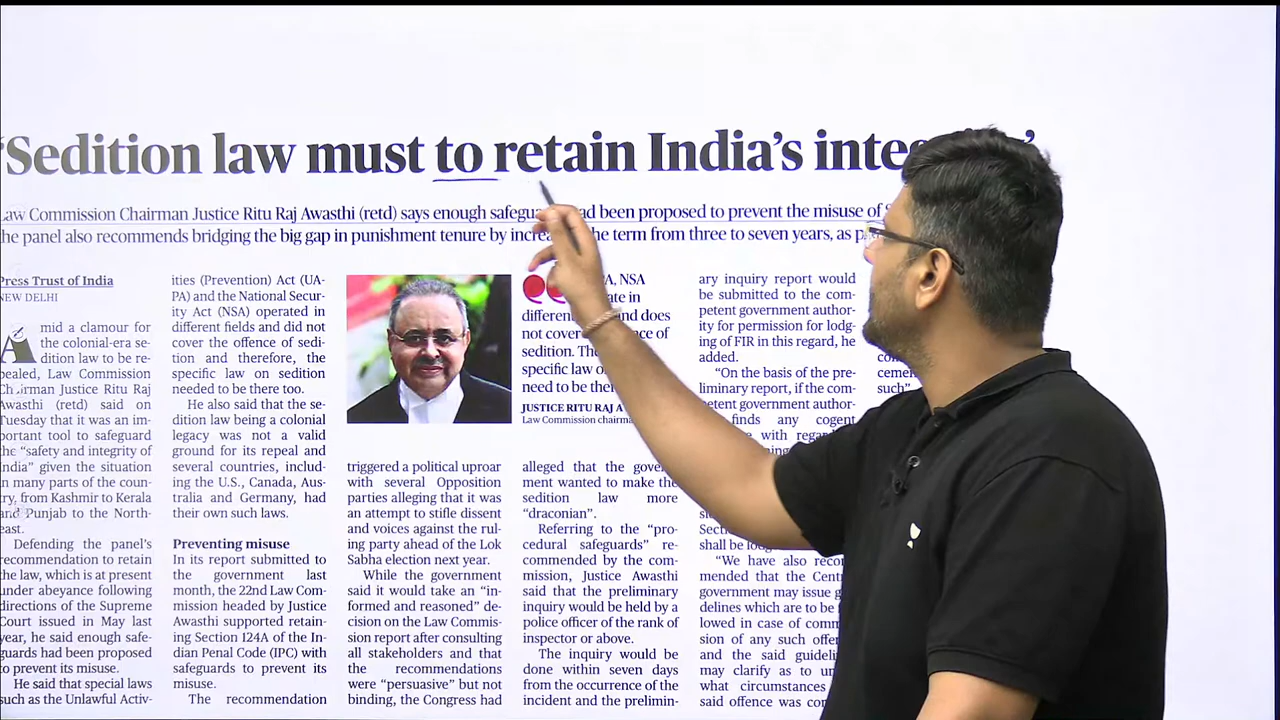 ‘Sedition law must to retain India’s
Law Commission Chairman Justice Ritu Raj Awasthi (retd) says enough had been proposed to prevent the misuse of
the panel also recommends bridging the big gap in punishment tenure by the term from three to seven years, as
Press Trust of India
NEW DELHI
Amid a clamour for
the colonial-era se-
dition law to be re-
pealed, Law Commission
Chairman Justice Ritu Raj
Awasthi (retd) said on
Tuesday that it was an im-
portant tool to safeguard
the “safety and integrity of
India” given the situation
in many parts of the coun-
try, from Kashmir to Kerala
and Punjab to the North-
east.
Defending the panel’s
recommendation to retain
the law, which is at present
under abeyance following
directions of the Supreme
Court issued in May last
year, he said enough safe-
guards had been proposed
to prevent its misuse.
He said that special laws
such as the Unlawful Activ-
ities (Prevention) Act (UA-
PA) and the National Secur-
ity Act (NSA) operated in
different fields and did not
cover the offence of sedi-
tion and therefore, the
specific law on sedition
needed to be there too.
He also said that the se-
dition law being a colonial
legacy was not a valid
ground for its repeal and
several countries, includ-
ing the U.S., Canada, Aus-
tralia and Germany, had
their own such laws.
Preventing misuse
In its report submitted to
the government last
month, the 22nd Law Com-
mission headed by Justice
Awasthi supported retain-
ing Section 124A of the In-
dian Penal Code (IPC) with
safeguards to prevent its
misuse.
The recommendation
triggered a political uproar
with several Opposition
parties alleging that it was
an attempt to stifle dissent
and voices against the rul-
ing party ahead of the Lok
Sabha election next year.
While the government
said it would take an “in-
formed and reasoned” de-
cision on the Law Commis-
sion report after consulting
all stakeholders and that
the recommendations
were “persuasive” but not
binding, the Congress had
NSA
in
and does
not cover of
sedition.
specific law
need to be
JUSTICE RITU RAJ
Law Commission
alleged that the
ment wanted to make the
sedition law more
“draconian”.
Referring to the “pro-
cedural safeguards” re-
commended by the com-
mission, Justice Awasthi
said that the preliminary
inquiry would be held by a
police officer of the rank of
inspector or above.
The inquiry would be
done within seven days
from the occurrence of the
incident and the prelimin-
ary inquiry report would
be submitted to the com-
petent government author-
ity for permission for lodg-
ing of FIR in this regard, he
added.
“On the basis of the pre-
liminary report, if the com-
petent government author-
finds any cogent
with
shall be
“We have also
mended that the
government may issue
delines which are to be
lowed in case of
sion of any such
and the said
may clarify as to
what circumstances
said offence was
such”